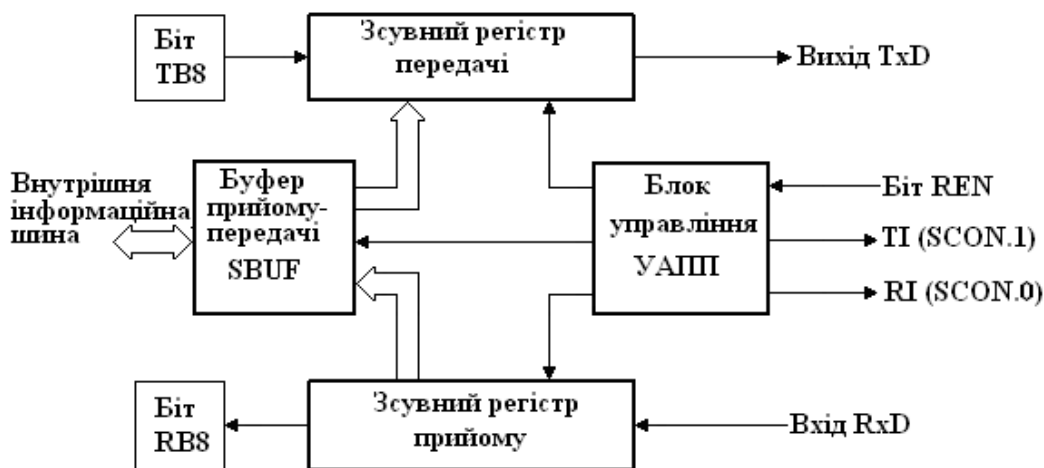 Біт
TB8
Зсувний регістр
передачі
Вихід TxD
Внутрішня
інформаційна
шина
Буфер
прийому-
передачі
SBUF
Блок
управління
УАПП
Біт REN
TI (SCON.1)
RI (SCON.0)
Біт
RB8
Зсувний регістр
прийому
Вхід RxD